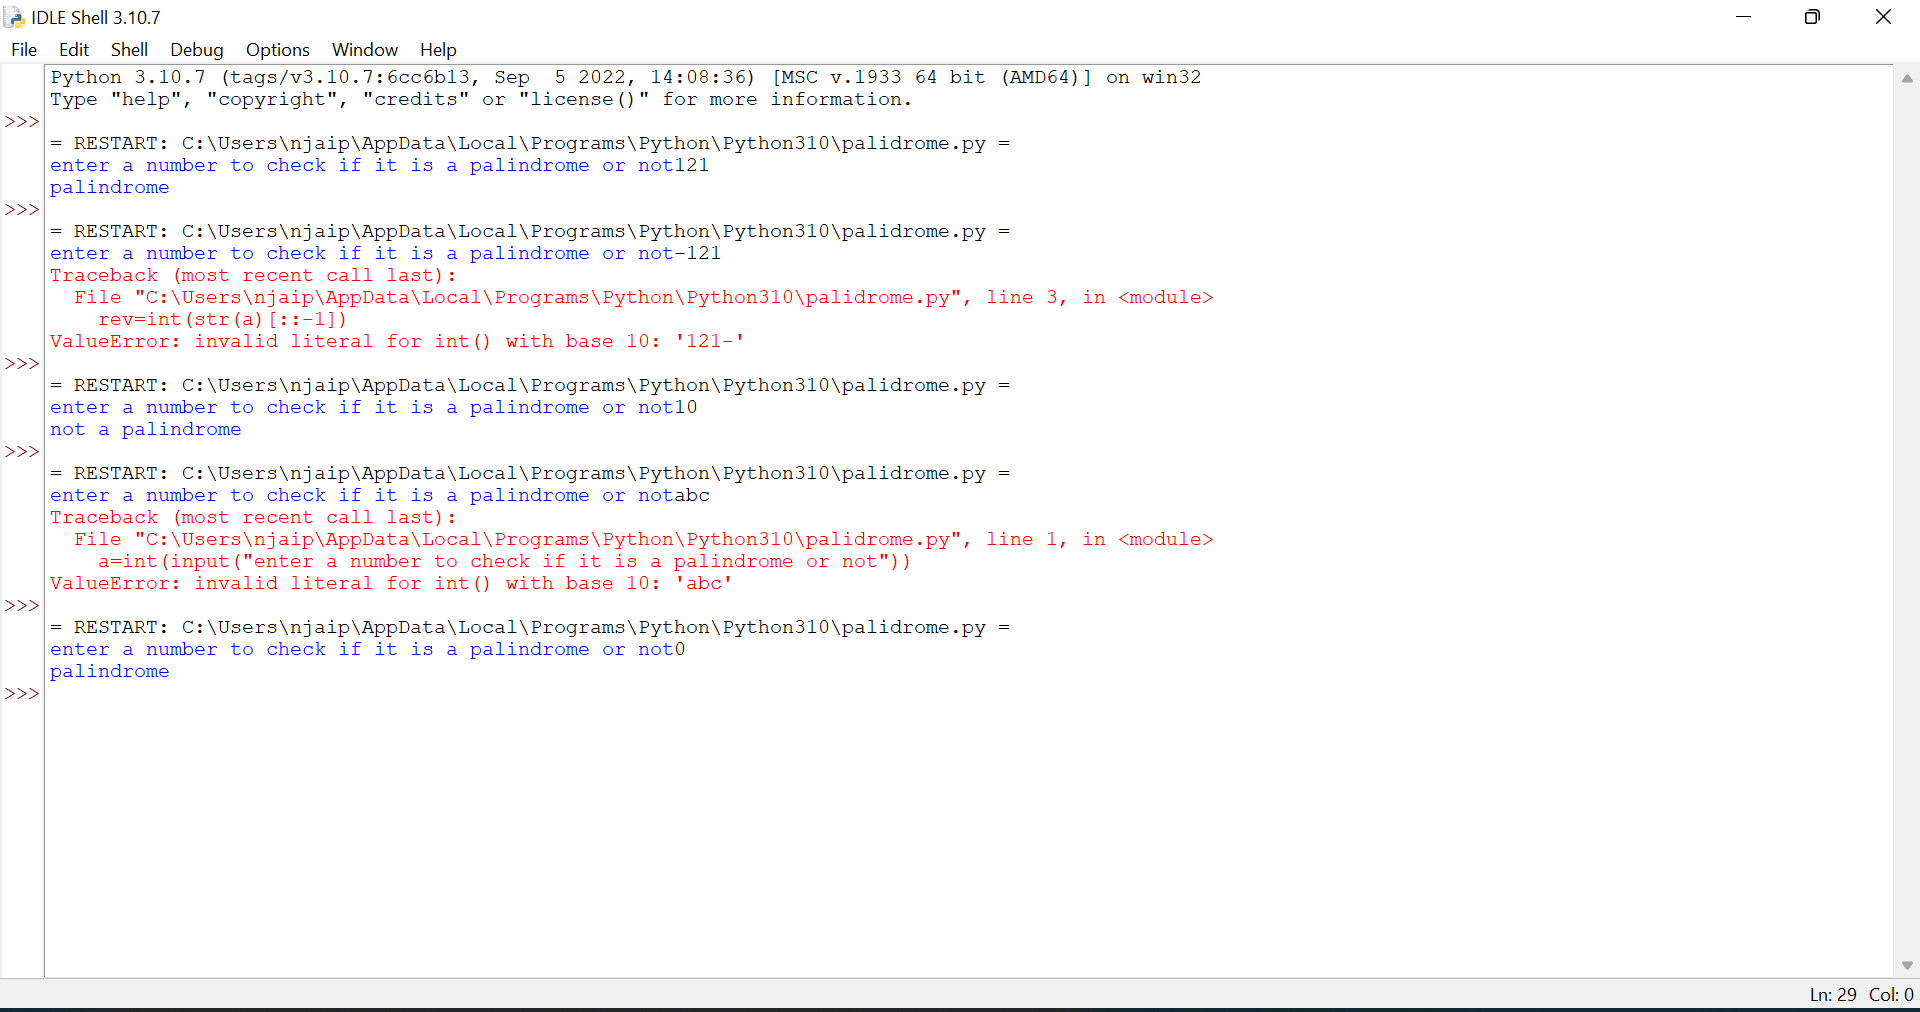 IDLE Shell 3.10.7
File Edit Shell Debug Options Window Help
Python 3.10.7 (tags/v3.10.7:6cc6b13, Sep  5 2022, 14:08:36) [MSC v.1933 64 bit (AMD64)] on win32
Type "help", "copyright", "credits" or "license()" for more information.
>>>
= RESTART: C:\Users\njaip\AppData\Local\Programs\Python\Python310\palidrome.py =
enter a number to check if it is a palindrome or not121
palindrome
>>>
= RESTART: C:\Users\njaip\AppData\Local\Programs\Python\Python310\palidrome.py =
enter a number to check if it is a palindrome or not-121
Traceback (most recent call last):
  File "C:\Users\njaip\AppData\Local\Programs\Python\Python310\palidrome.py", line 3, in <module>
    rev=int(str(a)[::-1])
ValueError: invalid literal for int() with base 10: '121-'
>>>
= RESTART: C:\Users\njaip\AppData\Local\Programs\Python\Python310\palidrome.py =
enter a number to check if it is a palindrome or not10
not a palindrome
>>>
= RESTART: C:\Users\njaip\AppData\Local\Programs\Python\Python310\palidrome.py =
enter a number to check if it is a palindrome or notabc
Traceback (most recent call last):
  File "C:\Users\njaip\AppData\Local\Programs\Python\Python310\palidrome.py", line 1, in <module>
    a=int(input("enter a number to check if it is a palindrome or not"))
ValueError: invalid literal for int() with base 10: 'abc'
>>>
= RESTART: C:\Users\njaip\AppData\Local\Programs\Python\Python310\palidrome.py =
enter a number to check if it is a palindrome or not0
palindrome
>>>
Ln: 29 Col: 0